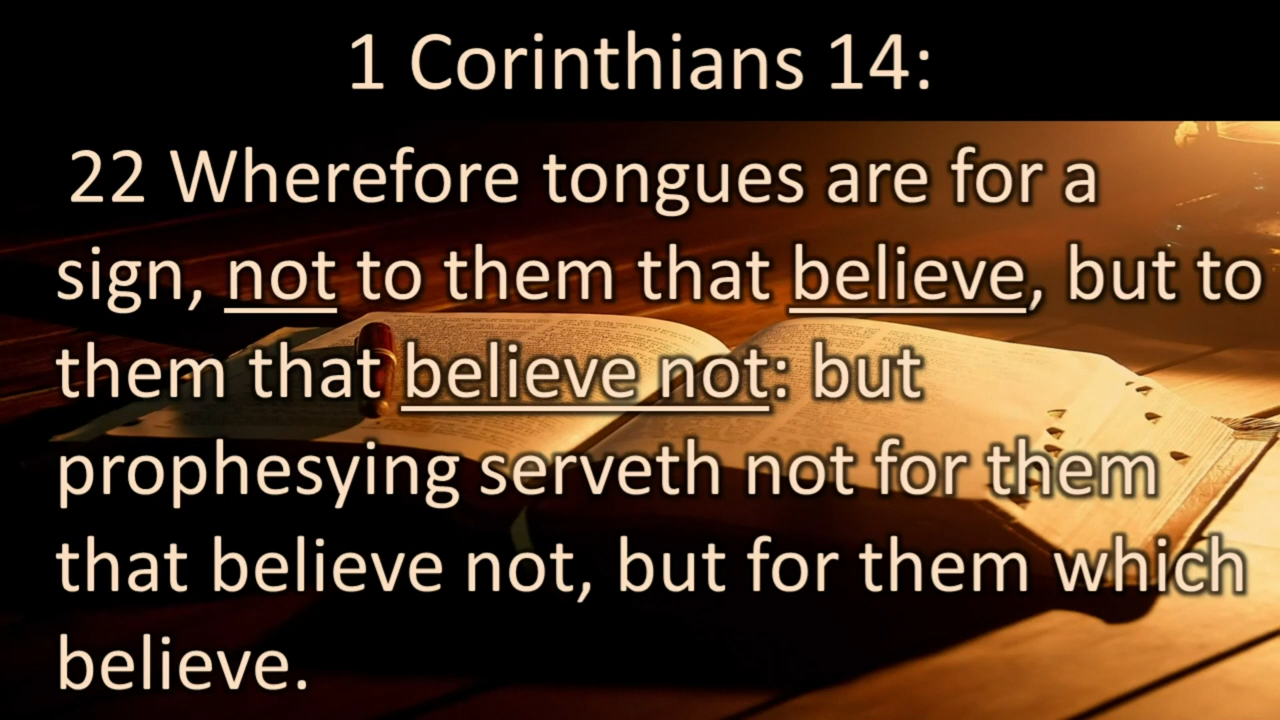 1 Corinthians 14:
22 Wherefore tongues are for a
sign, not to them that believe, but to
them that believe not: but
prophesying serveth not for them
that believe not, but for them which
believe.